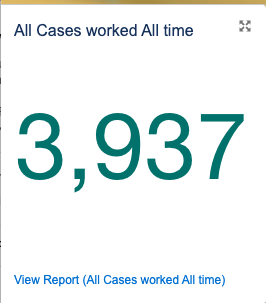 All Cases worked All time
3,937
View Report (All Cases worked All time)